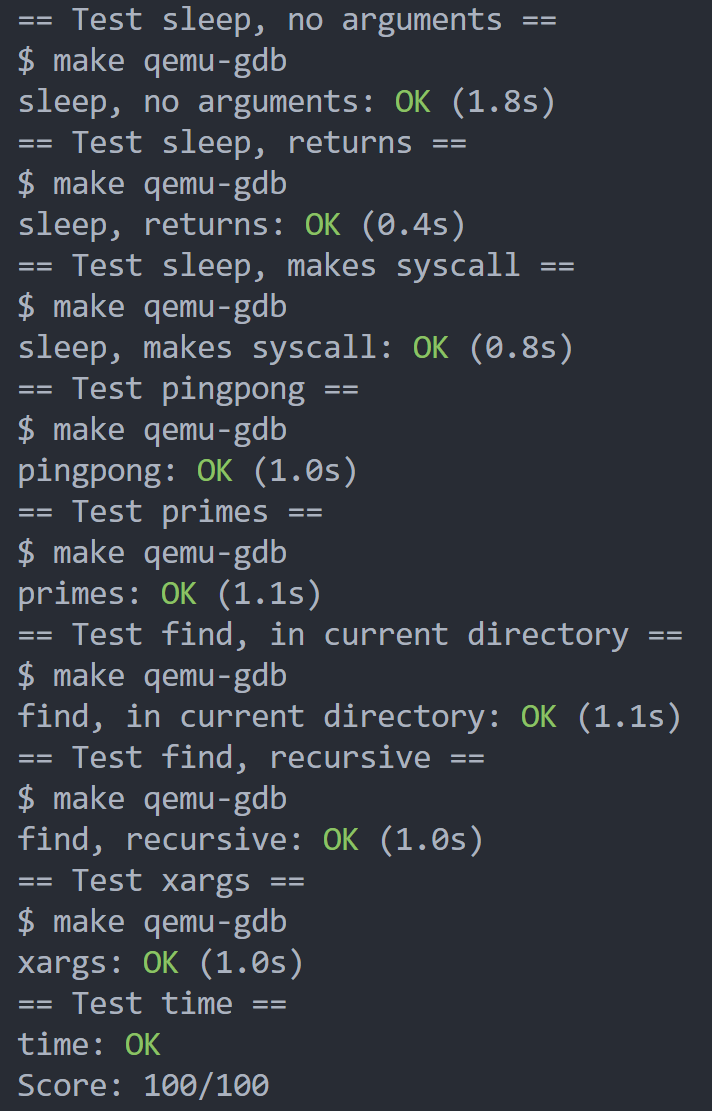 == Test sleep, no arguments ==
$ make qemu-gdb
sleep, no arguments: OK (1.8s)
== Test sleep, returns ==
$ make qemu-gdb
sleep, returns: OK (0.4s)
== Test sleep, makes syscall ==
$ make qemu-gdb
sleep, makes syscall: OK (0.8s)
== Test pingpong ==
$ make qemu-gdb
pingpong: OK (1.0s)
== Test primes ==
$ make qemu-gdb
primes: OK (1.1s)
== Test find, in current directory ==
$ make qemu-gdb
find, in current directory: OK (1.1s)
== Test find, recursive ==
$ make qemu-gdb
find, recursive: OK (1.0s)
== Test xargs ==
$ make qemu-gdb
xargs: OK (1.0s)
== Test time ==
time: OK
Score: 100/100